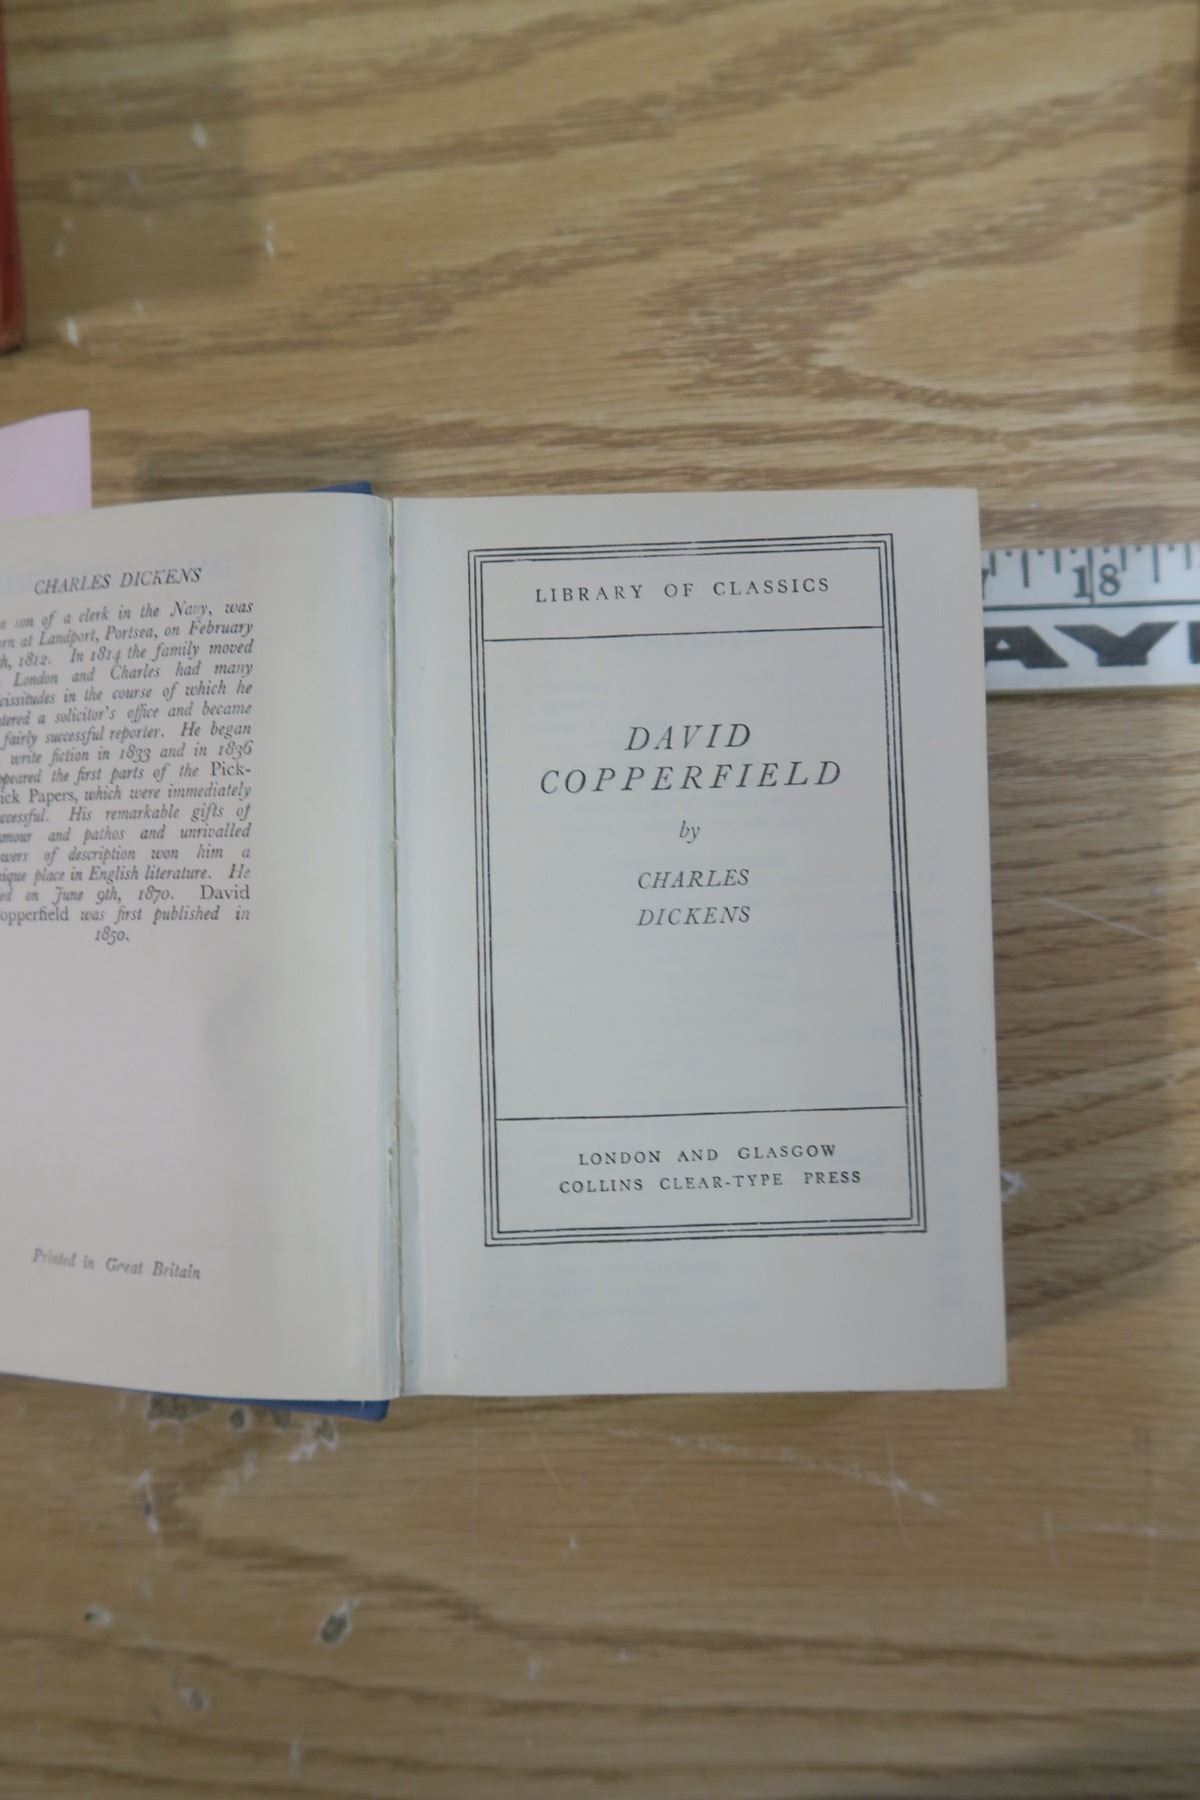 CHARLES DICKENS
son of a clerk in the Navy, was
at Landport, Portsea, on February
1812. In 1814 the family moved
London and Charles had many
in the course of which he
a solicitor's office and became
fairly successful reporter. He began
write fiction in 1833 and in 1836
the first parts of the Pick-
Papers, which were immediately
His remarkable gifts of
and pathos and unrivalled
of description won him a
place in English literature. He
on June 9th, 1870. David
was first published in
1850.
Printed in Great Britain
LIBRARY OF CLASSICS
DAVID
COPPERFIELD
by
CHARLES
DICKENS
LONDON AND GLASGOW
COLLINS CLEAR-TYPE PRESS
18
AY